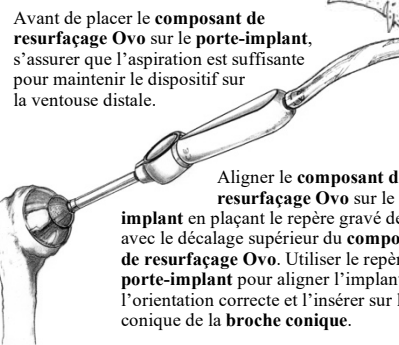 Avant de placer le composant de
resurfaçage Ovo sur le porte-implant,
s’assurer que l’aspiration est suffisante
pour maintenir le dispositif sur
la ventouse distale.
Aligner le composant d
resurfaçage Ovo sur le
implant en plaçant le repère gravé de
avec le décalage supérieur du compo
de resurfaçage Ovo. Utiliser le repè
porte-implant pour aligner l’implant
l’orientation correcte et l’insérer sur l
conique de la broche conique.